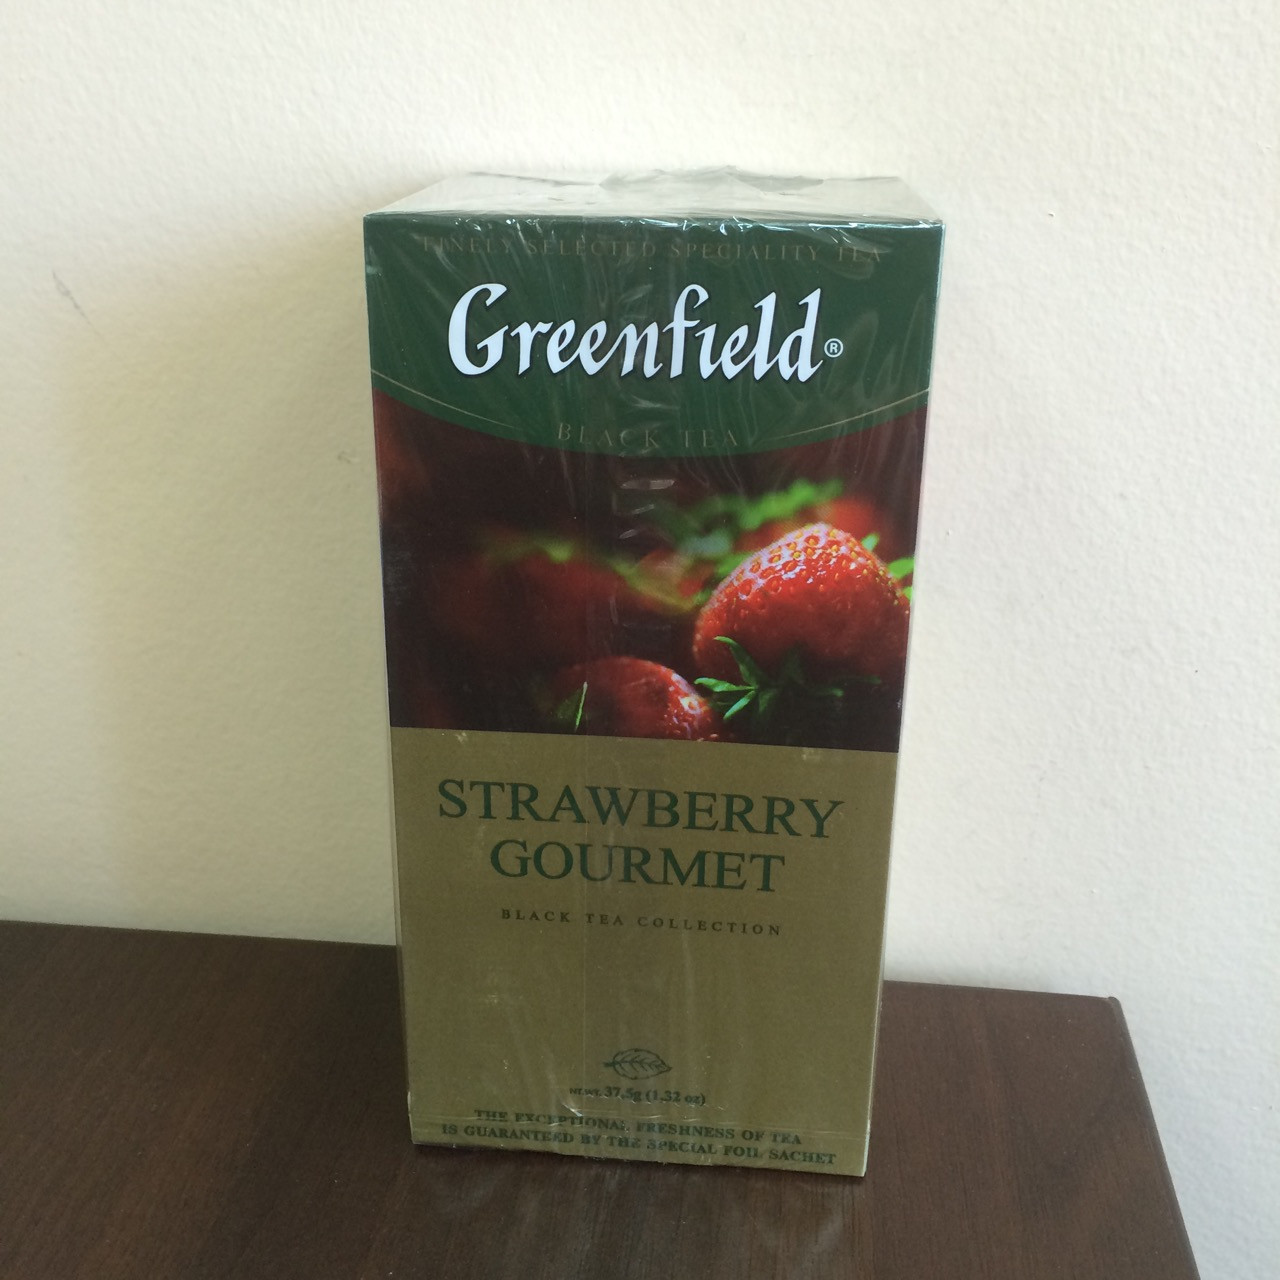 FINELY SELECTED SPECIALITY TEA
Greenfield®
BLACK TEA
STRAWBERRY
GOURMET
BLACK TEA COLLECTION
NET WT. 37,5g (1,32 oz)
THE EXCEPTIONAL FRESHNESS OF TEA
IS GUARANTEED BY THE SPECIAL FOIL SACHET